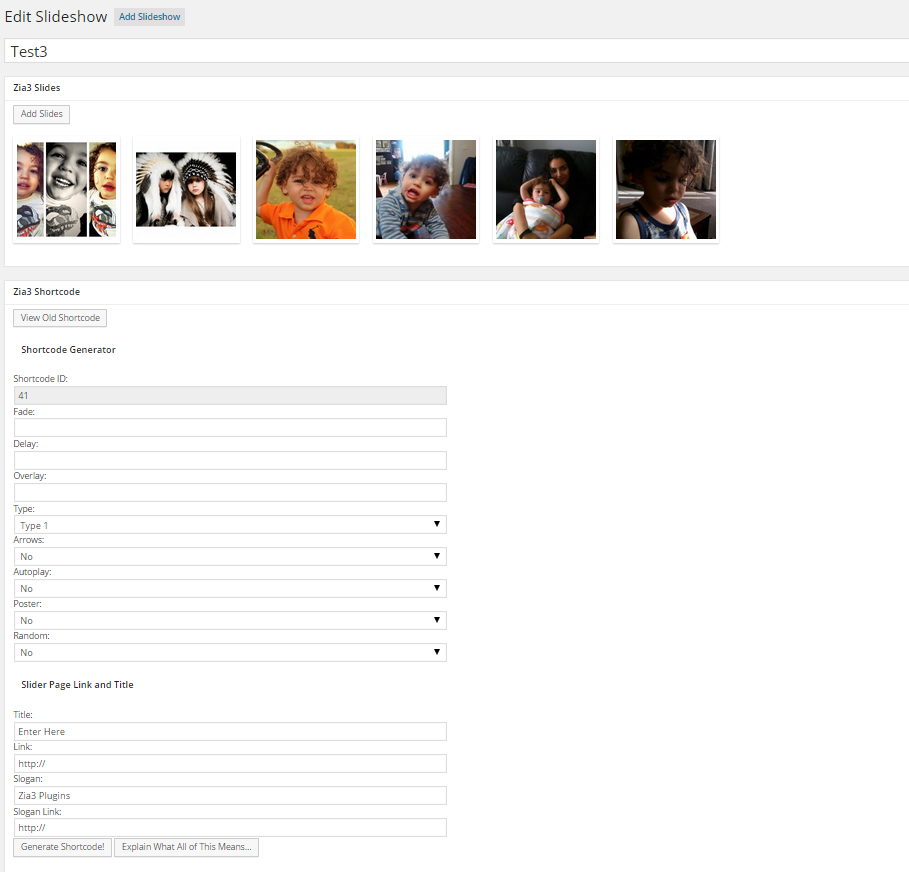 Edit Slideshow Add Slideshow
Test3
Zia3 Slides
Add Slides
Zia3 Shortcode
View Old Shortcode
Shortcode Generator
Shortcode ID:
41
Fade:
Delay:
Overlay:
Type:
Type 1
Arrows:
No
Autoplay:
No
Poster:
No
Random:
No
Slider Page Link and Title
Title:
Enter Here
Link:
http://
Slogan:
Zia3 Plugins
Slogan Link:
http://
Generate Shortcode! Explain What All of This Means...